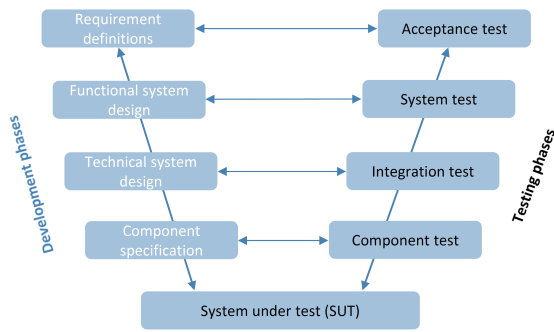 Requirement
definitions
Acceptance test
Functional system
design
System test
Technical system
design
Integration test
Component
specification
Component test
System under test (SUT)
Development phases
Testing phases